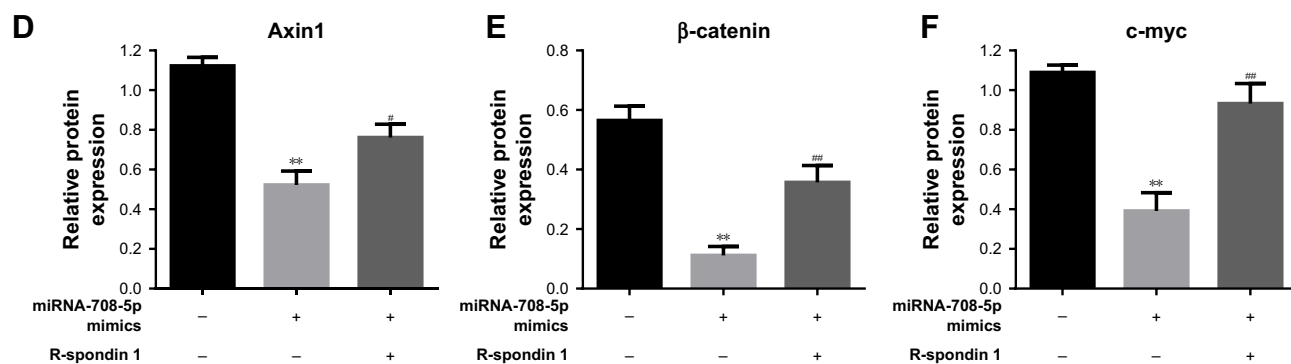 D
Axin1
Relative protein
expression
1.2
1.0
0.8
0.6
0.4
0.2
0.0
**
#
miRNA-708-5p
mimics
– + +
R-spondin 1
– – +
E
β-catenin
Relative protein
expression
0.8
0.6
0.4
0.2
0.0
**
##
miRNA-708-5p
mimics
– + +
R-spondin 1
– – +
F
c-myc
Relative protein
expression
1.2
1.0
0.8
0.6
0.4
0.2
0.0
**
##
miRNA-708-5p
mimics
– + +
R-spondin 1
– – +